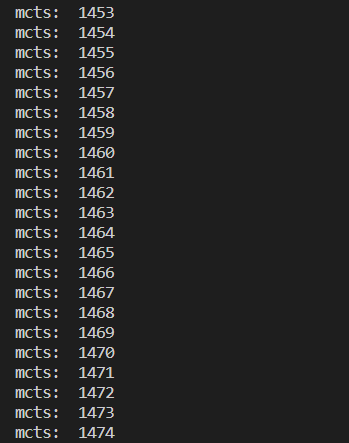 mcts:  1453
mcts:  1454
mcts:  1455
mcts:  1456
mcts:  1457
mcts:  1458
mcts:  1459
mcts:  1460
mcts:  1461
mcts:  1462
mcts:  1463
mcts:  1464
mcts:  1465
mcts:  1466
mcts:  1467
mcts:  1468
mcts:  1469
mcts:  1470
mcts:  1471
mcts:  1472
mcts:  1473
mcts:  1474